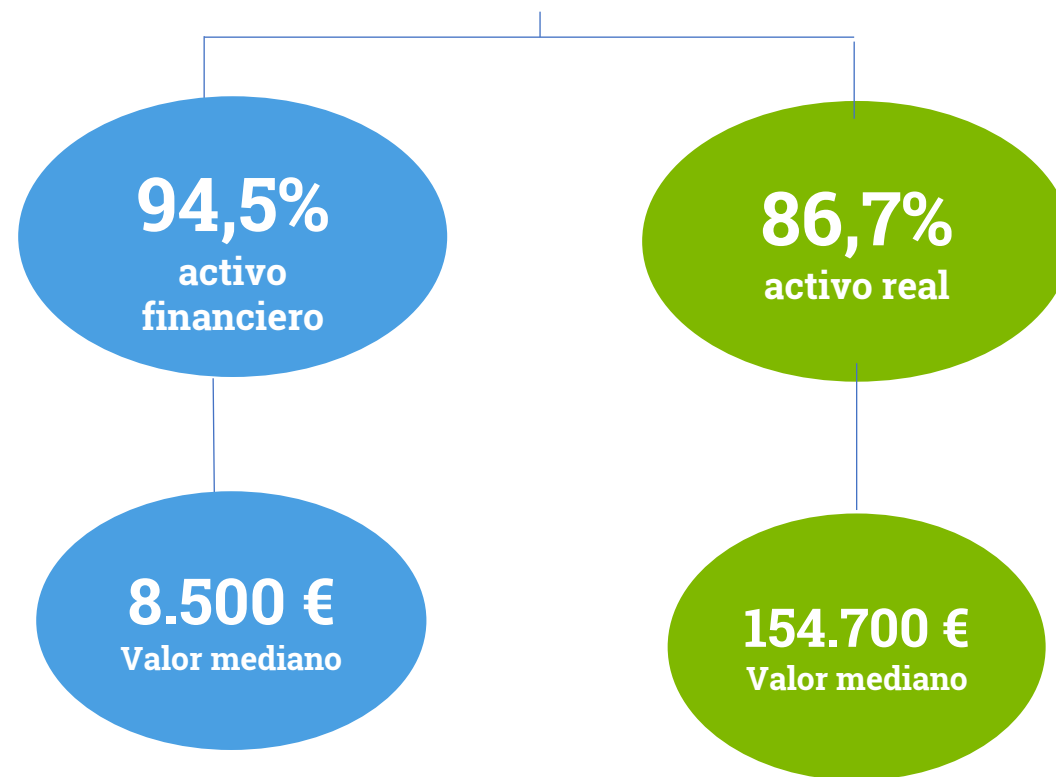 94,5%
activo
financiero
86,7%
activo real
8.500 €
Valor mediano
154.700 €
Valor mediano